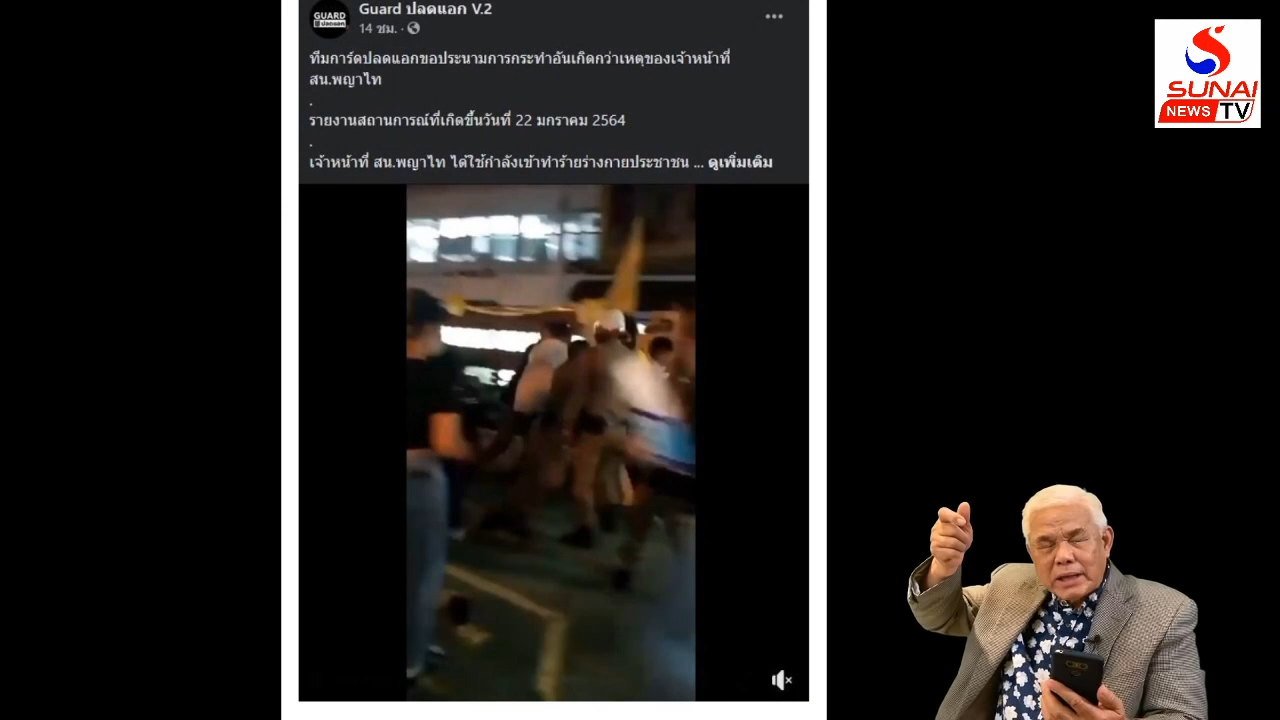 Guard ปลดแอก V.2
14 ชม.
GUARD
ปลดแอก
ทีมการ์ดปลดแอกขอประนามการกระทำอันเกิดกว่าเหตุของเจ้าหน้าที่
สน.พญาไท
.
รายงานสถานการณ์ที่เกิดขึ้นวันที่ 22 มกราคม 2564
.
เจ้าหน้าที่ สน.พญาไท ได้ใช้กำลังเข้าทำร้ายร่างกายประชาชน ... ดูเพิ่มเติม
SUNAI
NEWS TV